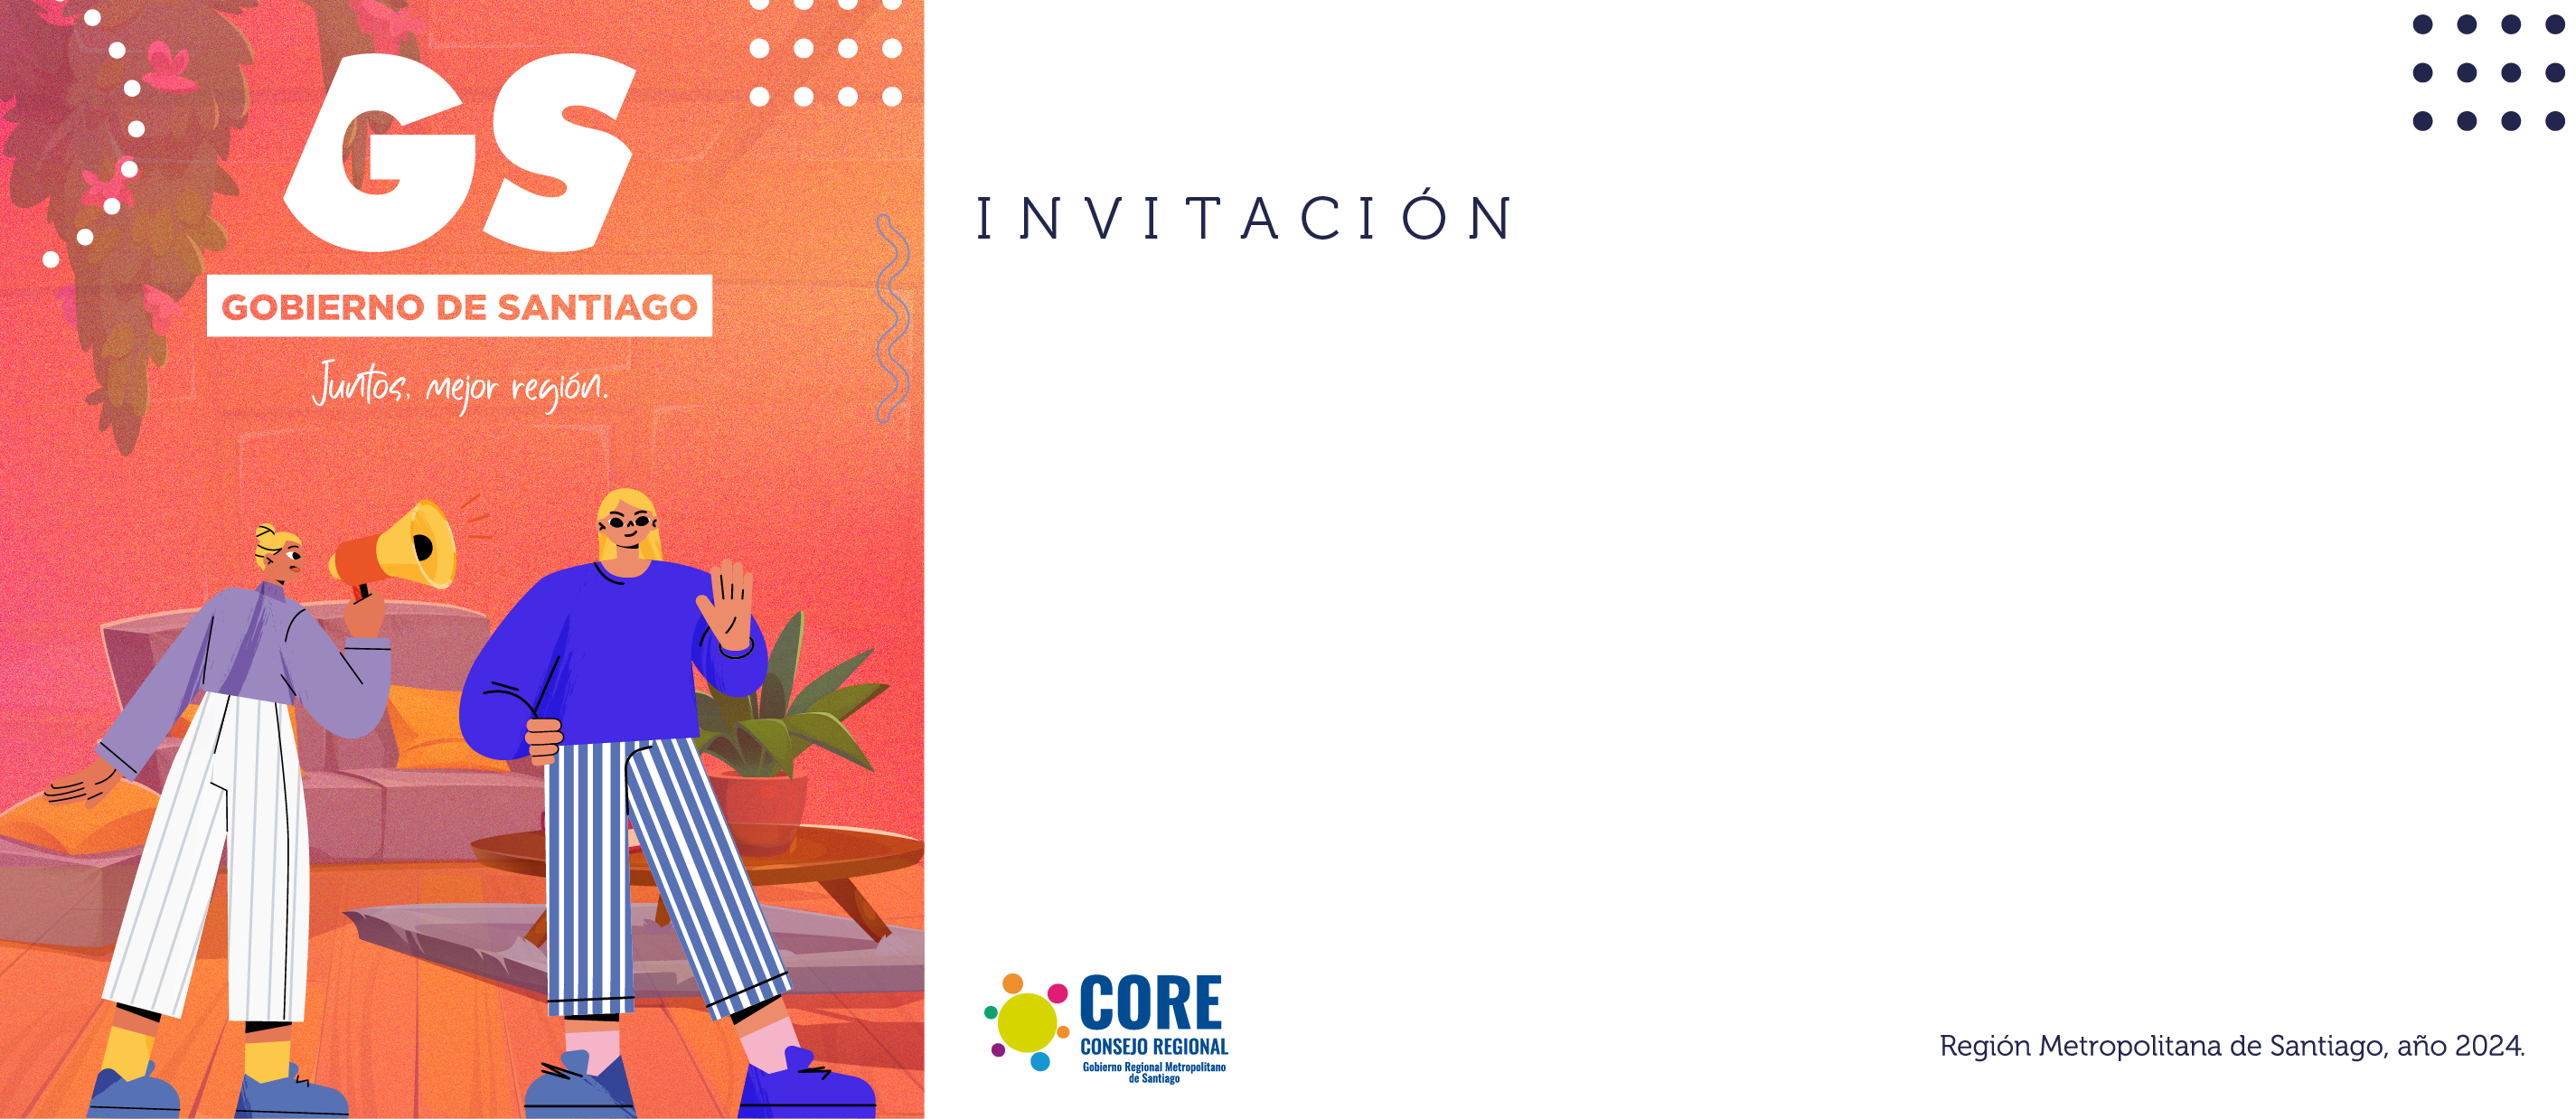 GS
GOBIERNO DE SANTIAGO
Juntos, mejor región.
INVITACIÓN
CORE
CONSEJO REGIONAL
Gobierno Regional Metropolitano
de Santiago
Región Metropolitana de Santiago, año 2024.